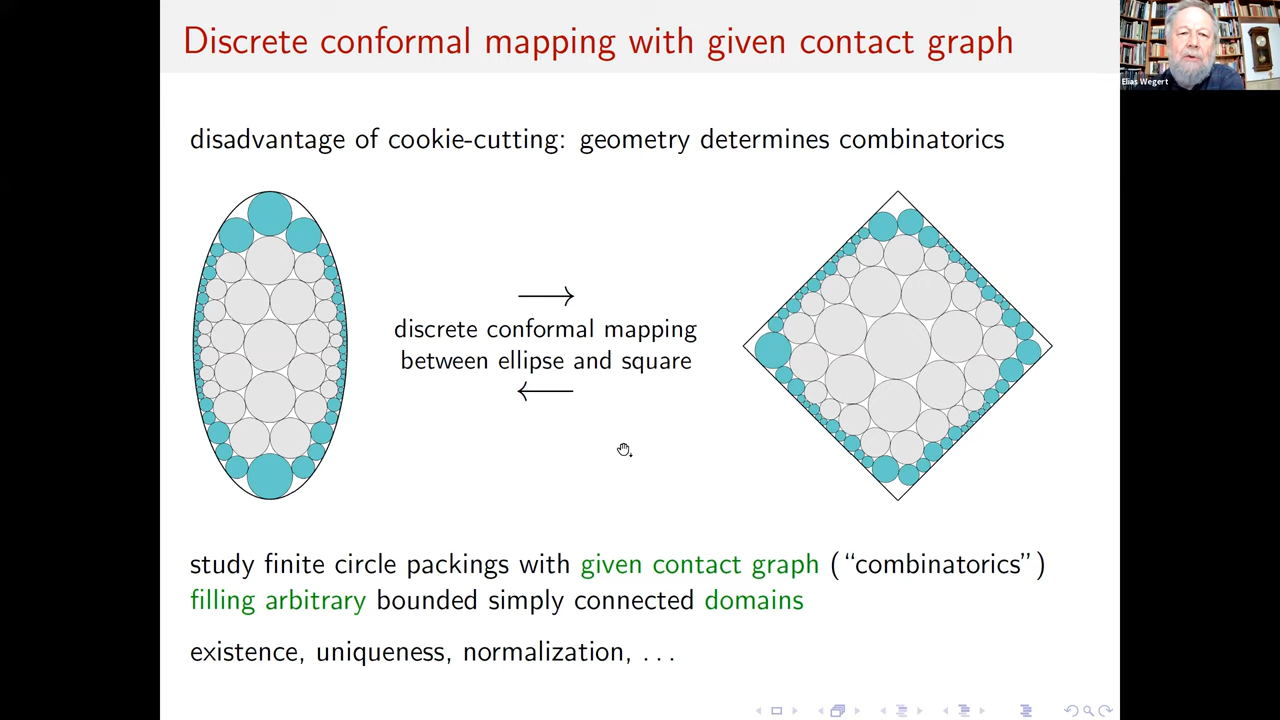 Discrete conformal mapping with given contact graph
Elias Wegert
disadvantage of cookie-cutting: geometry determines combinatorics
discrete conformal mapping
between ellipse and square
study finite circle packings with given contact graph (“combinatorics”)
filling arbitrary bounded simply connected domains
existence, uniqueness, normalization, ...